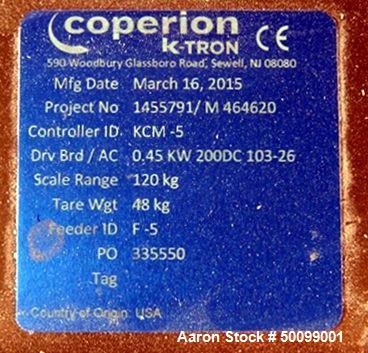 coperion
K-TRON CE
590 Woodbury Glassboro Road, Sewell, NJ 08080
Mfg Date March 16, 2015
Project No 1455791/ M 464620
Controller ID KCM -5
Drv Brd / AC 0.45 KW 200DC 103-26
Scale Range 120 kg
Tare Wgt 48 kg
Feeder ID F -5
PO 335550
Tag
Country of Origin: USA
Aaron Stock # 50099001